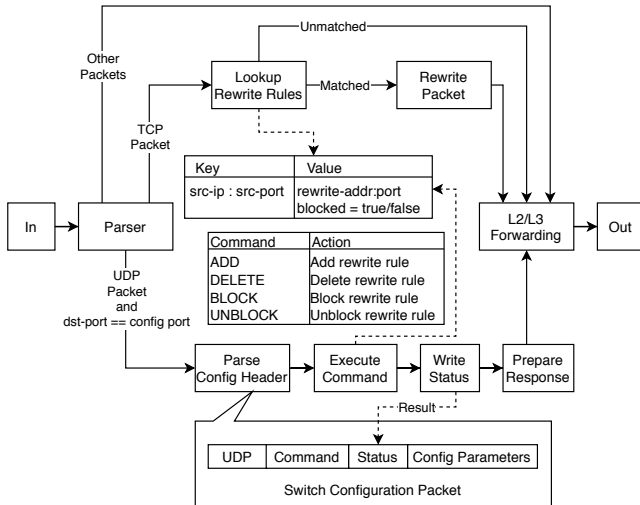 Unmatched
Other
Packets
Lookup
Rewrite Rules
Matched
Rewrite
Packet
TCP
Packet
Key Value
src-ip : src-port rewrite-addr:port
blocked = true/false
In
Parser
L2/L3
Forwarding
Out
Command Action
ADD Add rewrite rule
DELETE Delete rewrite rule
BLOCK Block rewrite rule
UNBLOCK Unblock rewrite rule
UDP
Packet
and
dst-port == config port
Parse
Config Header
Execute
Command
Write
Status
Prepare
Response
Result
UDP Command Status Config Parameters
Switch Configuration Packet